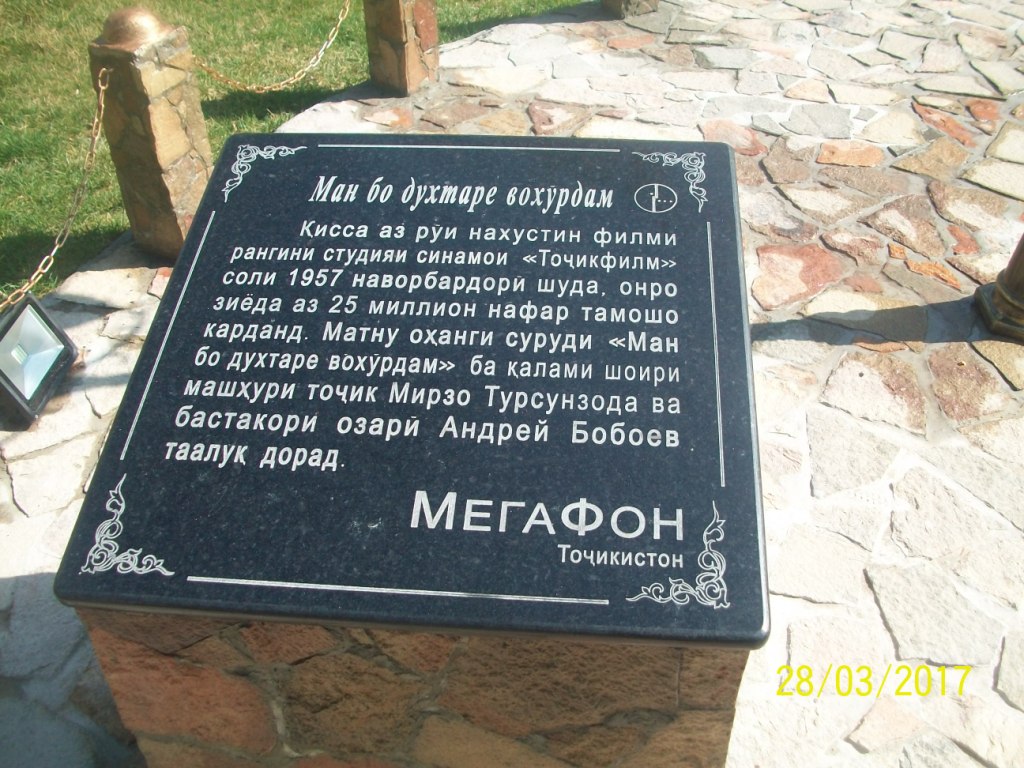 Ман бо духтаре вохӯрдам
Қисса аз рӯи нахустин филми
рангини студияи синамои «Тоҷикфилм»
соли 1957 наворбардорӣ шуда, онро
зиёда аз 25 миллион нафар тамошо
карданд. Матну оҳанги суруди «Ман
бо духтаре вохӯрдам» ба қалами шоири
машҳури тоҷик Мирзо Турсунзода ва
бастакори озарӣ Андрей Бобоев
таалуқ дорад.
МЕГАФОН
Тоҷикистон
28/03/2017